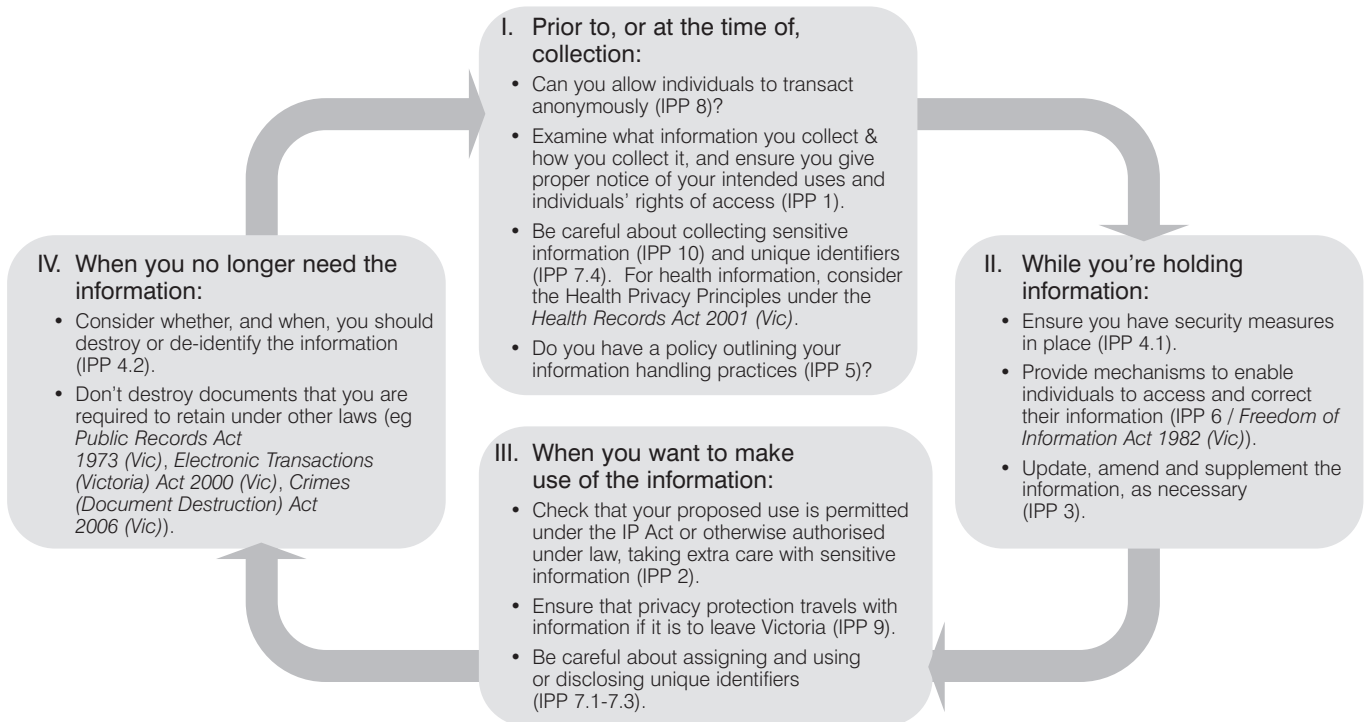 I. Prior to, or at the time of,
collection:
• Can you allow individuals to transact
anonymously (IPP 8)?
• Examine what information you collect &
how you collect it, and ensure you give
proper notice of your intended uses and
individuals’ rights of access (IPP 1).
• Be careful about collecting sensitive
information (IPP 10) and unique identifiers
(IPP 7.4). For health information, consider
the Health Privacy Principles under the
Health Records Act 2001 (Vic).
• Do you have a policy outlining your
information handling practices (IPP 5)?
II. While you’re holding
information:
• Ensure you have security measures
in place (IPP 4.1).
• Provide mechanisms to enable
individuals to access and correct
their information (IPP 6 / Freedom of
Information Act 1982 (Vic)).
• Update, amend and supplement the
information, as necessary
(IPP 3).
III. When you want to make
use of the information:
• Check that your proposed use is permitted
under the IP Act or otherwise authorised
under law, taking extra care with sensitive
information (IPP 2).
• Ensure that privacy protection travels with
information if it is to leave Victoria (IPP 9).
• Be careful about assigning and using
or disclosing unique identifiers
(IPP 7.1-7.3).
IV. When you no longer need the
information:
• Consider whether, and when, you should
destroy or de-identify the information
(IPP 4.2).
• Don’t destroy documents that you are
required to retain under other laws (eg
Public Records Act
1973 (Vic), Electronic Transactions
(Victoria) Act 2000 (Vic), Crimes
(Document Destruction) Act
2006 (Vic)).